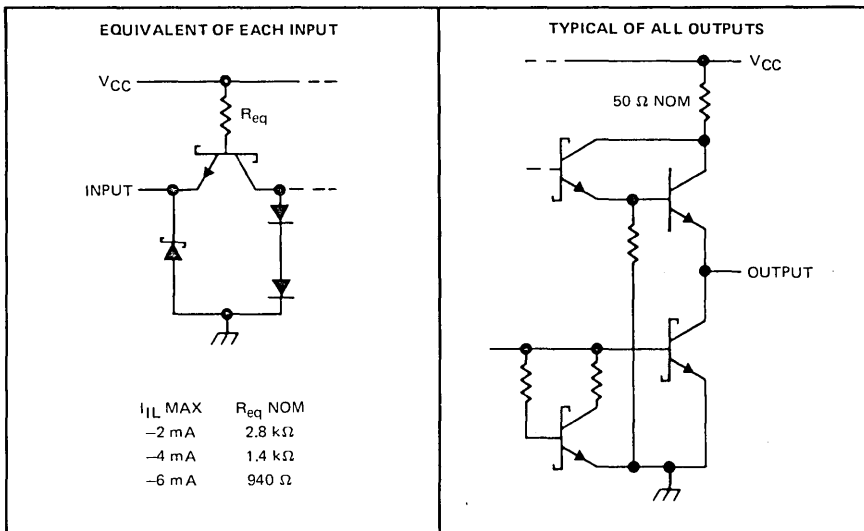 EQUIVALENT OF EACH INPUT
VCC
Req
INPUT
IIL MAX Req NOM
−2 mA 2.8 kΩ
−4 mA 1.4 kΩ
−6 mA 940 Ω
TYPICAL OF ALL OUTPUTS
VCC
50 Ω NOM
OUTPUT